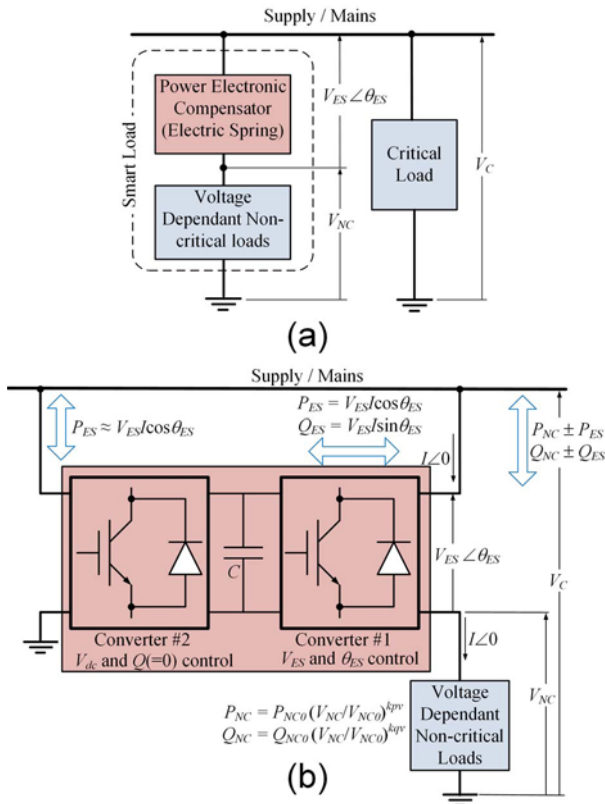 Supply / Mains
Smart Load
Power Electronic
Compensator
(Electric Spring)
V_ES∠θ_ES
Voltage
Dependant Non-
critical loads
V_NC
Critical
Load
V_C
(a)
Supply / Mains
P_ES ≈ V_ES Icosθ_ES
P_ES = V_ES Icosθ_ES
Q_ES = V_ES Isinθ_ES
I∠0
P_NC ± P_ES
Q_NC ± Q_ES
C
V_ES∠θ_ES
V_C
Converter #2
V_dc and Q(=0) control
Converter #1
V_ES and θ_ES control
I∠0
V_NC
P_NC = P_NC0 (V_NC/V_NC0)^kpv
Q_NC = Q_NC0 (V_NC/V_NC0)^kqv
Voltage
Dependant
Non-critical
Loads
(b)